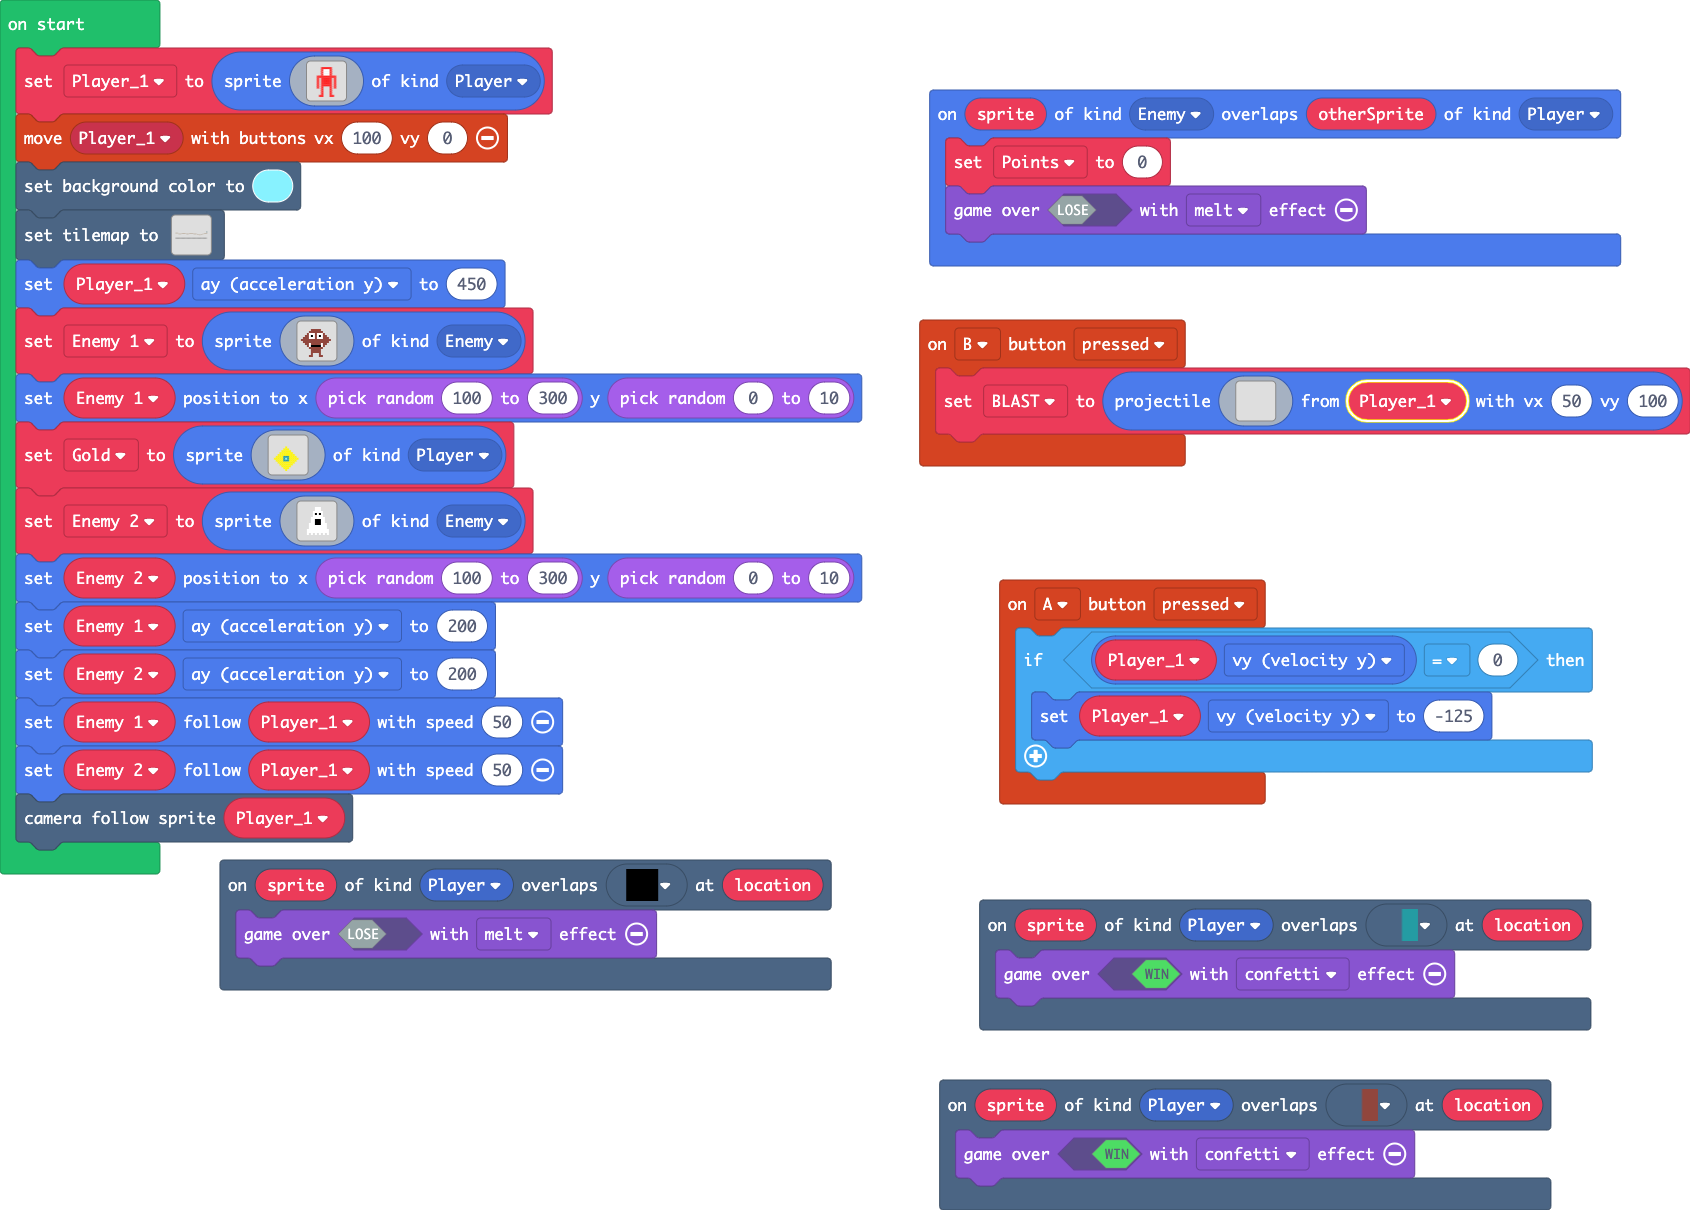 on start
set Player_1 to sprite of kind Player
move Player_1 with buttons vx 100 vy 0
set background color to
set tilemap to
set Player_1 ay (acceleration y) to 450
set Enemy 1 to sprite of kind Enemy
set Enemy 1 position to x pick random 100 to 300 y pick random 0 to 10
set Gold to sprite of kind Player
set Enemy 2 to sprite of kind Enemy
set Enemy 2 position to x pick random 100 to 300 y pick random 0 to 10
set Enemy 1 ay (acceleration y) to 200
set Enemy 2 ay (acceleration y) to 200
set Enemy 1 follow Player_1 with speed 50
set Enemy 2 follow Player_1 with speed 50
camera follow sprite Player_1
on sprite of kind Player overlaps at location
game over LOSE with melt effect
on sprite of kind Enemy overlaps otherSprite of kind Player
set Points to 0
game over LOSE with melt effect
on B button pressed
set BLAST to projectile from Player_1 with vx 50 vy 100
on A button pressed
if Player_1 vy (velocity y) = 0 then
set Player_1 vy (velocity y) to -125
on sprite of kind Player overlaps at location
game over WIN with confetti effect
on sprite of kind Player overlaps at location
game over WIN with confetti effect